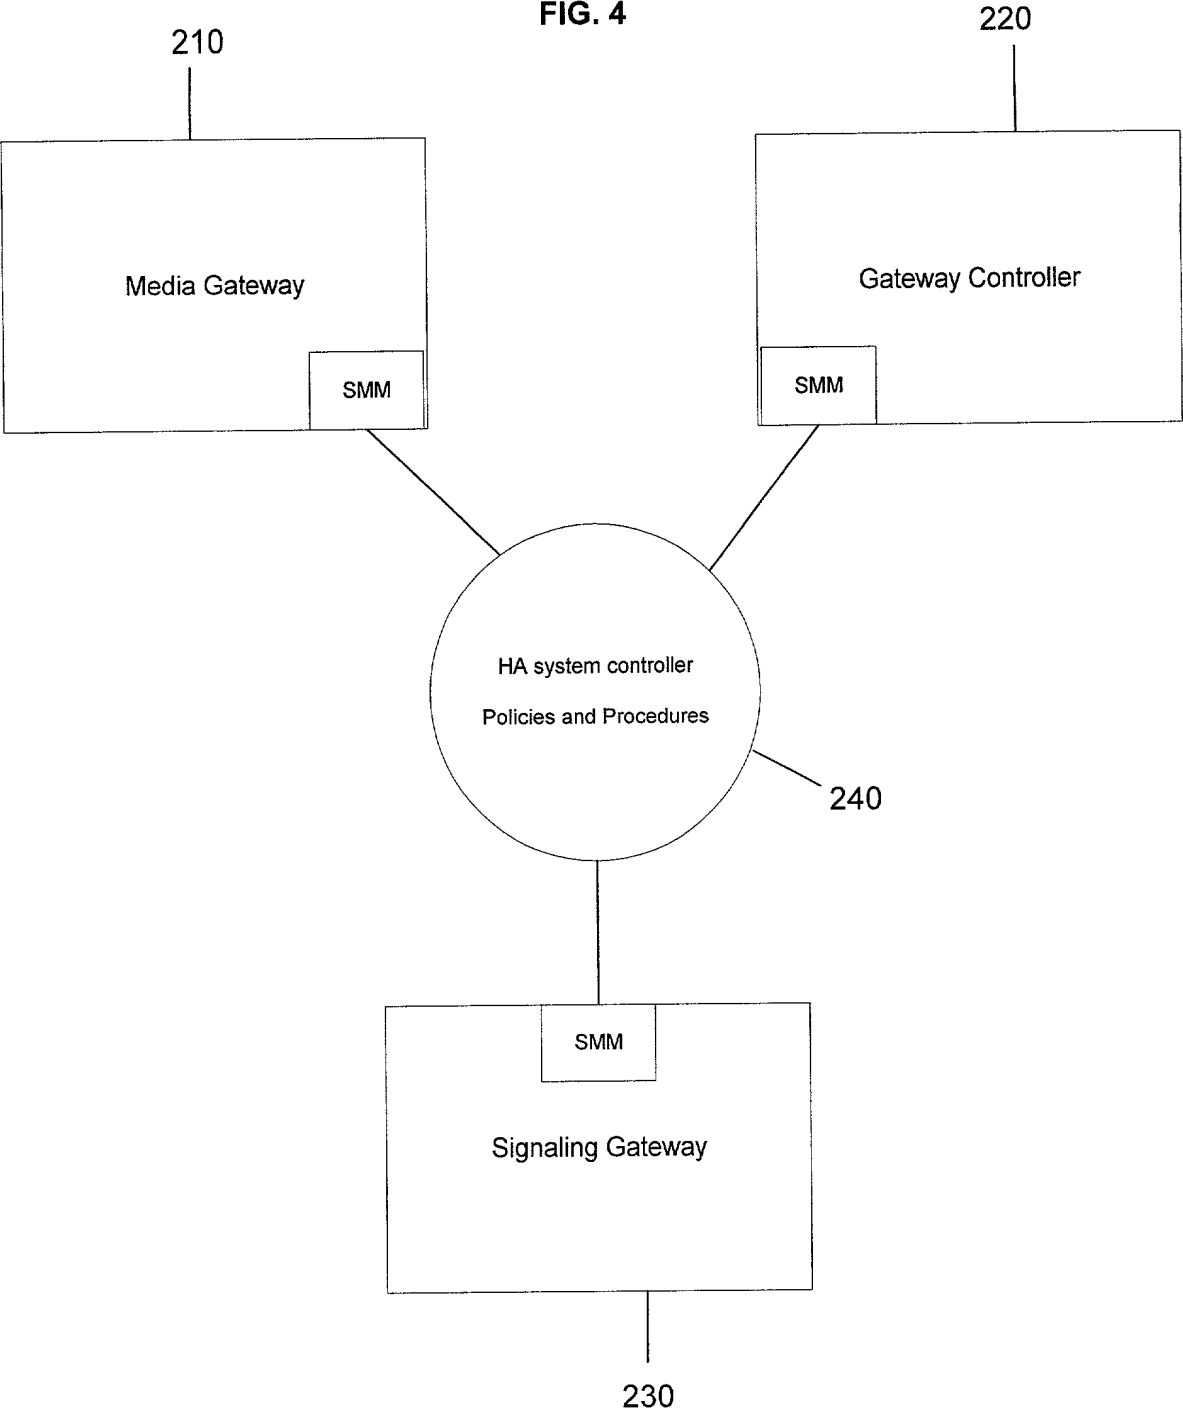 FIG. 4
210
220
Media Gateway
Gateway Controller
SMM
SMM
HA system controller
Policies and Procedures
240
SMM
Signaling Gateway
230